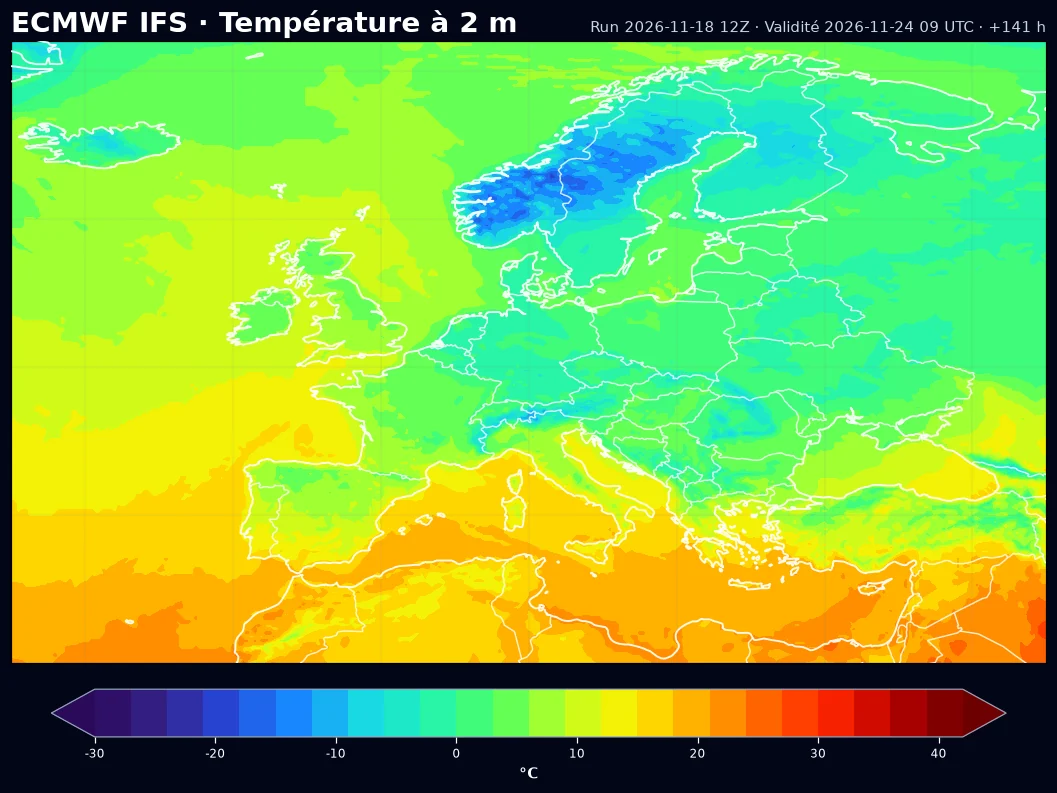 ECMWF IFS · Température à 2 m
Run 2026-11-18 12Z · Validité 2026-11-24 09 UTC · +141 h
-30 -20 -10 0 10 20 30 40
°C